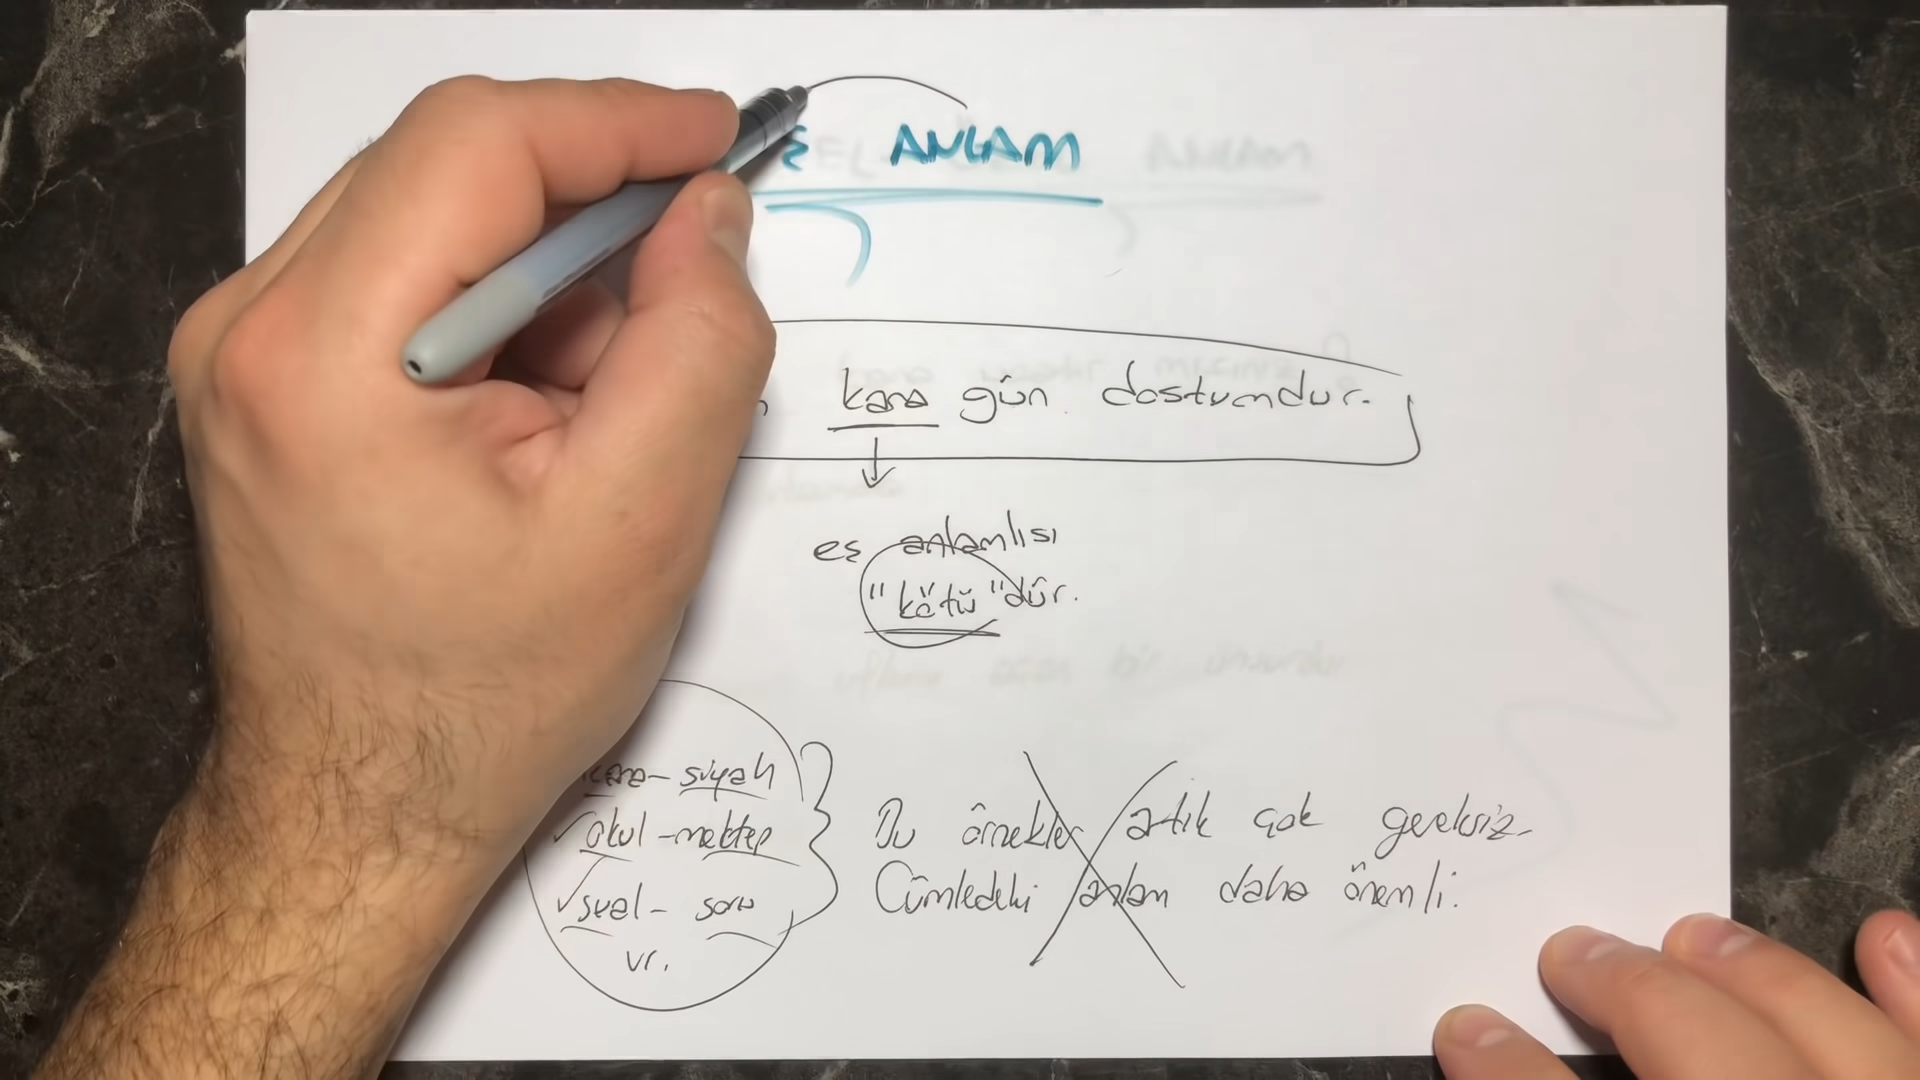 ANLAM
kara gün dostumdur.
eş anlamlısı
"kötü"dür.
kara - siyah
okul - mektep
sual - soru
vr.
Bu örnekler artık çok gereksiz.
Cümledeki anlam daha önemli.